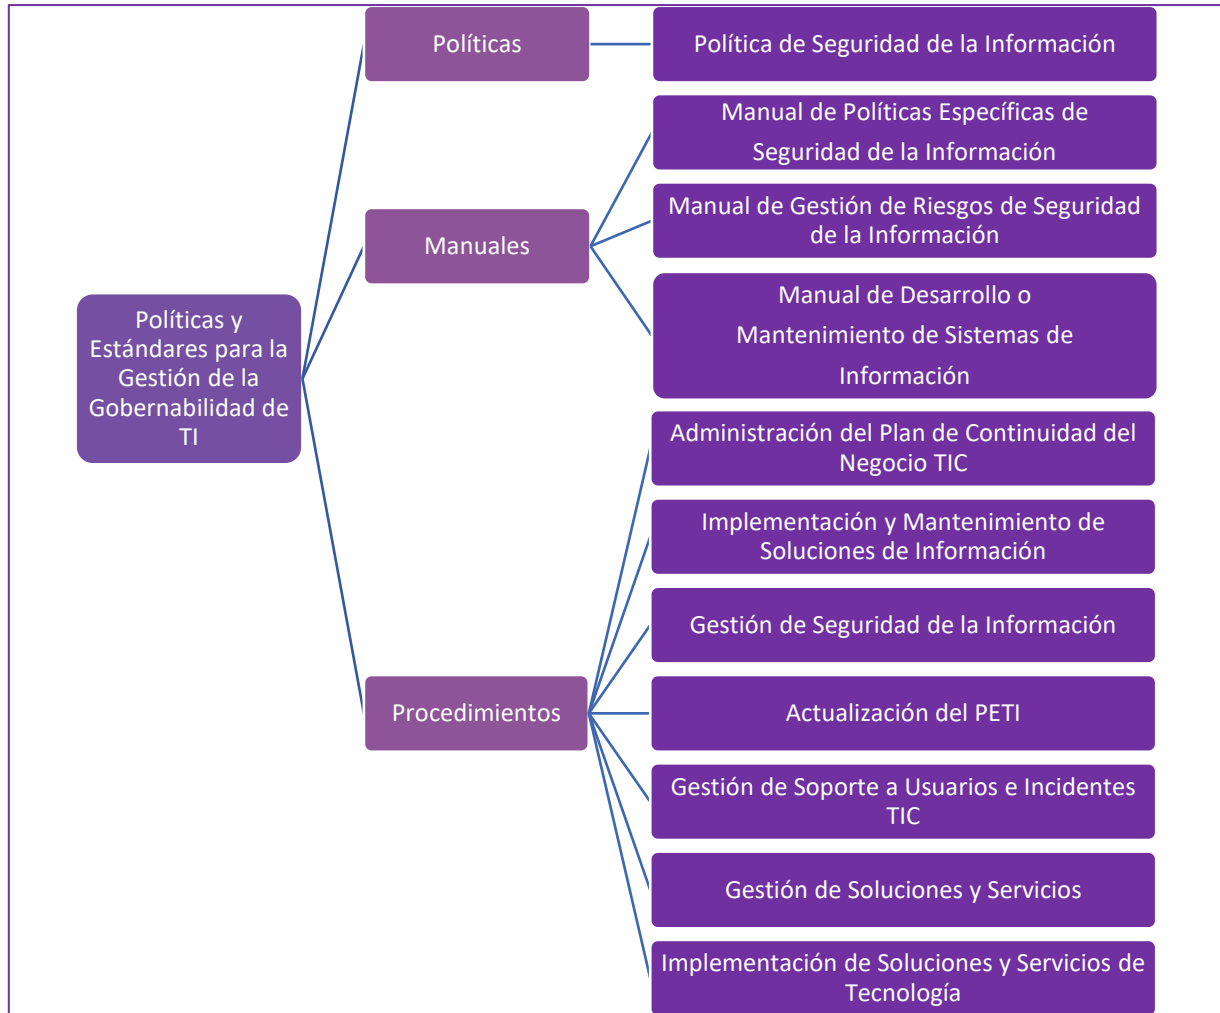 Políticas y
Estándares para la
Gestión de la
Gobernabilidad de
TI
Políticas
Política de Seguridad de la Información
Manuales
Manual de Políticas Específicas de
Seguridad de la Información
Manual de Gestión de Riesgos de Seguridad
de la Información
Manual de Desarrollo o
Mantenimiento de Sistemas de
Información
Procedimientos
Administración del Plan de Continuidad del
Negocio TIC
Implementación y Mantenimiento de
Soluciones de Información
Gestión de Seguridad de la Información
Actualización del PETI
Gestión de Soporte a Usuarios e Incidentes
TIC
Gestión de Soluciones y Servicios
Implementación de Soluciones y Servicios de
Tecnología